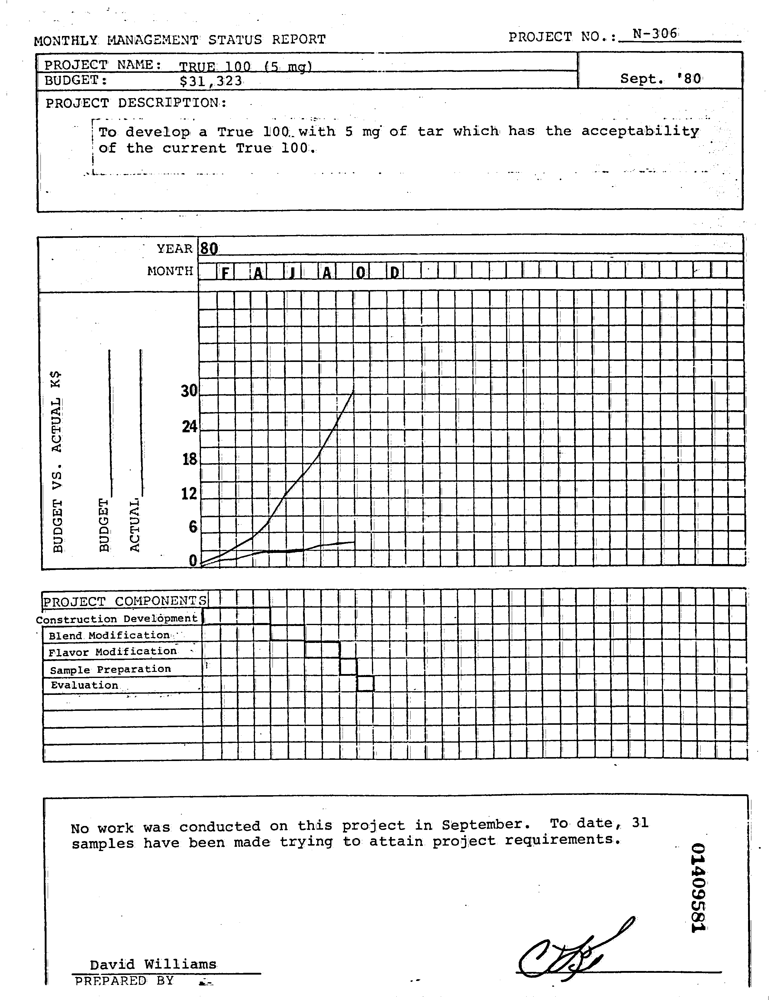 MONTHLY MANAGEMENT STATUS REPORT
PROJECT NO.: N-306
PROJECT NAME: TRUE 100 (5 mg)
BUDGET: $31,323
Sept. '80
PROJECT DESCRIPTION:
To develop a True 100 with 5 mg of tar which has the acceptability
of the current True 100.
YEAR 80
MONTH F A J A O D
BUDGET VS. ACTUAL K$
BUDGET
ACTUAL
30
24
18
12
6
0
PROJECT COMPONENTS
Construction Development
Blend Modification
Flavor Modification
Sample Preparation
Evaluation
No work was conducted on this project in September. To date, 31
samples have been made trying to attain project requirements.
01409581
David Williams
PREPARED BY